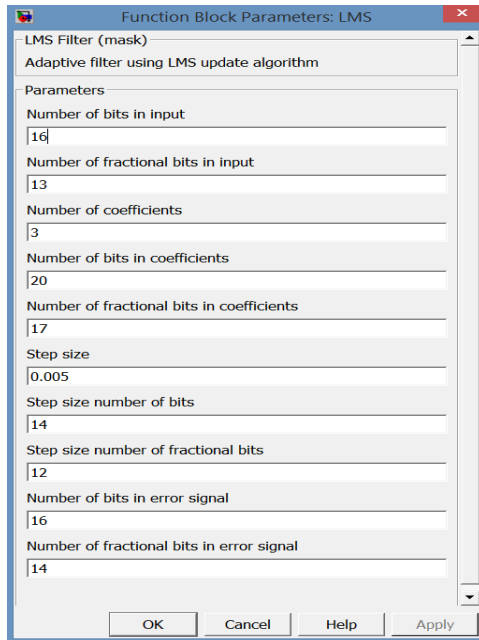 Function Block Parameters: LMS
LMS Filter (mask)
Adaptive filter using LMS update algorithm
Parameters
Number of bits in input
16
Number of fractional bits in input
13
Number of coefficients
3
Number of bits in coefficients
20
Number of fractional bits in coefficients
17
Step size
0.005
Step size number of bits
14
Step size number of fractional bits
12
Number of bits in error signal
16
Number of fractional bits in error signal
14
OK Cancel Help Apply